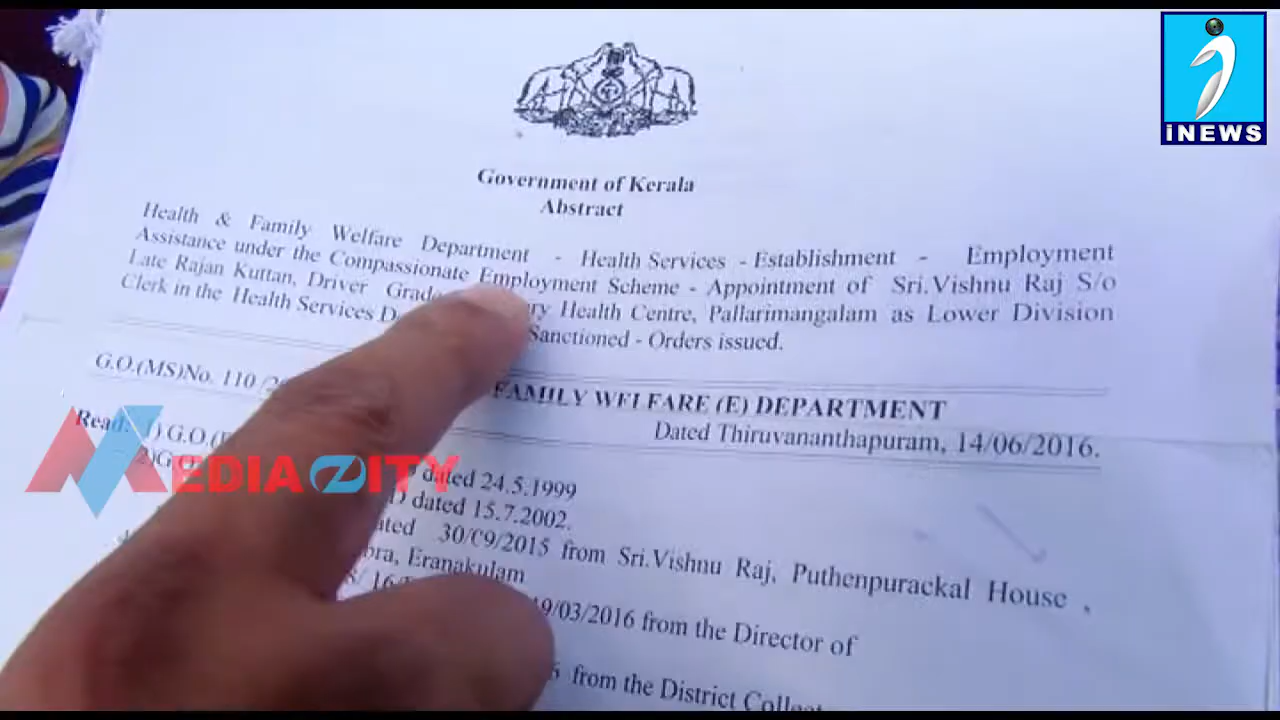 iNEWS
Government of Kerala
Abstract
Health & Family Welfare Department - Health Services - Establishment - Employment
Assistance under the Compassionate Employment Scheme - Appointment of Sri.Vishnu Raj S/o
Late Rajan Kuttan, Driver Grade Health Centre, Pallarimangalam as Lower Division
Clerk in the Health Services Sanctioned - Orders issued.
G.O.(MS)No. 110 FAMILY WELFARE (E) DEPARTMENT
Dated Thiruvananthapuram, 14/06/2016.
Read: 1) G.O. dated 24.5.1999
2) dated 15.7.2002.
30/09/2015 from Sri.Vishnu Raj, Puthenpurackal House ,
Eranakulam
19/03/2016 from the Director of
from the District
MEDIA ZITY